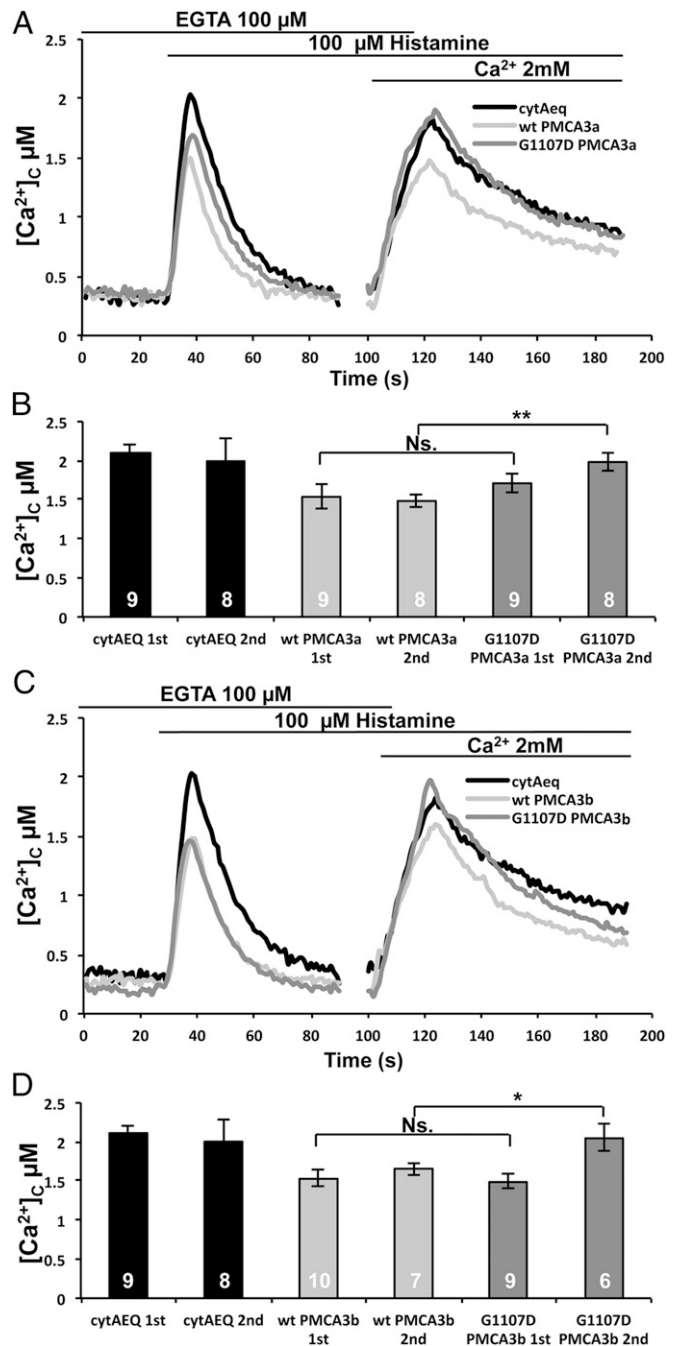 A
EGTA 100 µM
100 µM Histamine
Ca²⁺ 2mM
cytAeq
wt PMCA3a
G1107D PMCA3a
[Ca²⁺]C µM
2.5
2
1.5
1
0.5
0
0 20 40 60 80 100 120 140 160 180 200
Time (s)
B
**
Ns.
[Ca²⁺]C µM
2.5
2
1.5
1
0.5
0
9 8 9 8 9 8
cytAEQ 1st cytAEQ 2nd wt PMCA3a wt PMCA3a G1107D G1107D
1st 2nd PMCA3a 1st PMCA3a 2nd
C
EGTA 100 µM
100 µM Histamine
Ca²⁺ 2mM
cytAeq
wt PMCA3b
G1107D PMCA3b
[Ca²⁺]C µM
2.5
2
1.5
1
0.5
0
0 20 40 60 80 100 120 140 160 180 200
Time (s)
D
*
Ns.
[Ca²⁺]C µM
2.5
2
1.5
1
0.5
0
9 8 10 7 9 6
cytAEQ 1st cytAEQ 2nd wt PMCA3b wt PMCA3b G1107D G1107D
1st 2nd PMCA3b 1st PMCA3b 2nd